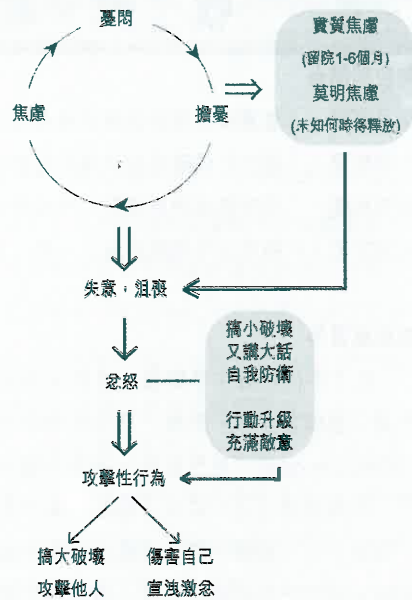 憂悶
焦慮
擔憂
實質焦慮
(留院1-6個月)
莫明焦慮
(未知何時得釋放)
失意，沮喪
忿怒
搞小破壞
又講大話
自我防衛
行動升級
充滿敵意
攻擊性行為
搞大破壞
攻擊他人
傷害自己
宣洩激忿